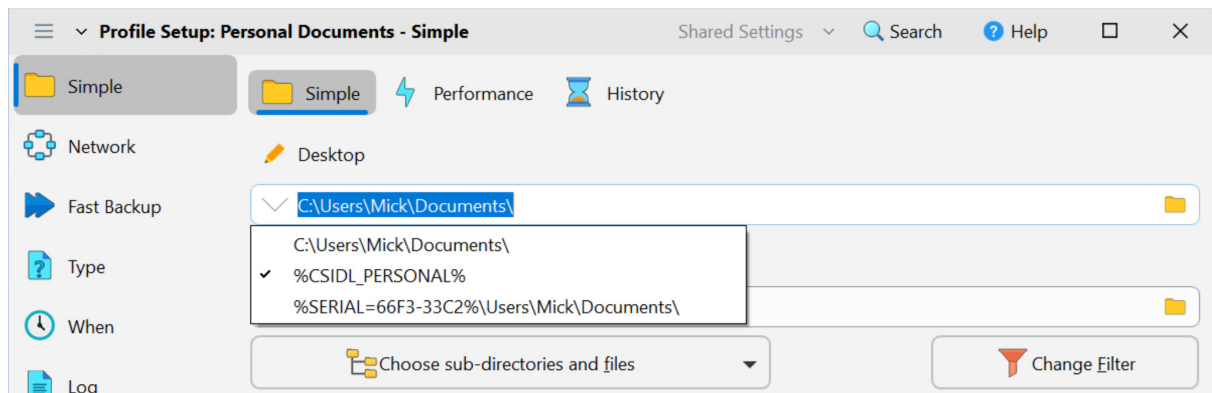 Profile Setup: Personal Documents - Simple Shared Settings Search Help
Simple
Simple Performance History
Network
Desktop
Fast Backup
C:\Users\Mick\Documents\
C:\Users\Mick\Documents\
Type
%CSIDL_PERSONAL%
%SERIAL=66F3-33C2%\Users\Mick\Documents\
When
Choose sub-directories and files Change Filter
Log